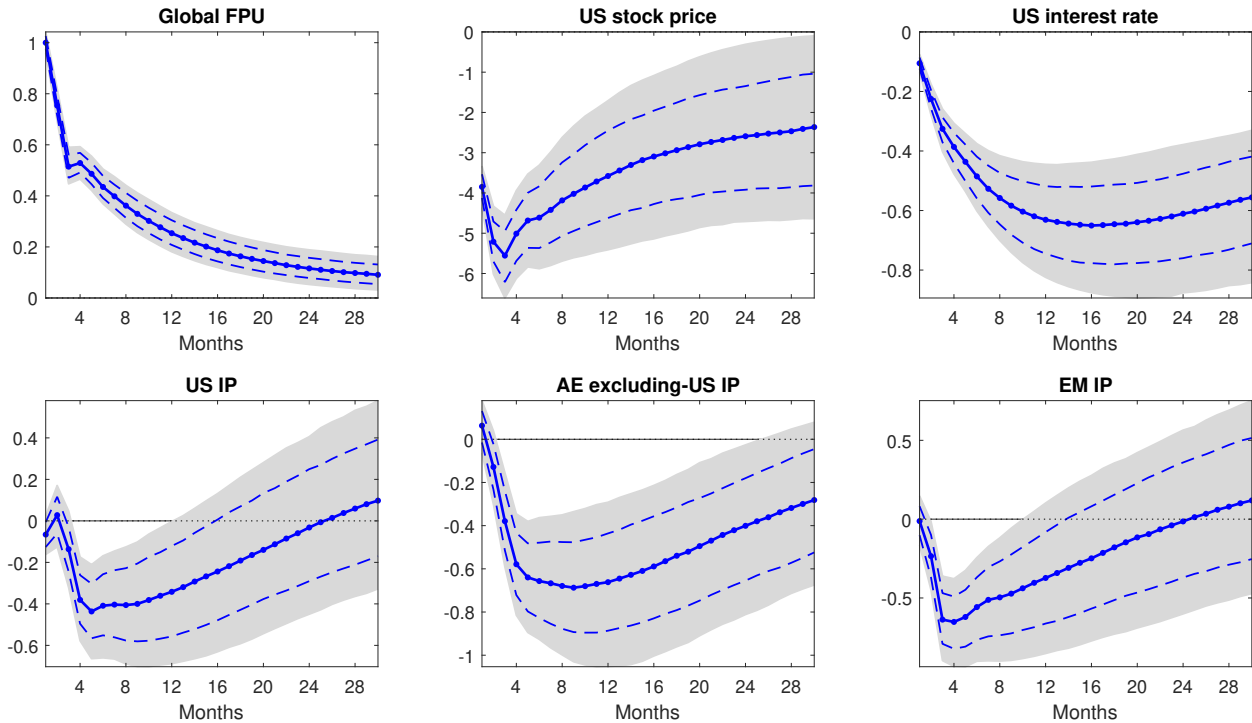 Global FPU
1
0.8
0.6
0.4
0.2
0
4 8 12 16 20 24 28
Months
US stock price
0
-1
-2
-3
-4
-5
-6
4 8 12 16 20 24 28
Months
US interest rate
0
-0.2
-0.4
-0.6
-0.8
4 8 12 16 20 24 28
Months
US IP
0.4
0.2
0
-0.2
-0.4
-0.6
4 8 12 16 20 24 28
Months
AE excluding-US IP
0
-0.2
-0.4
-0.6
-0.8
-1
4 8 12 16 20 24 28
Months
EM IP
0.5
0
-0.5
4 8 12 16 20 24 28
Months